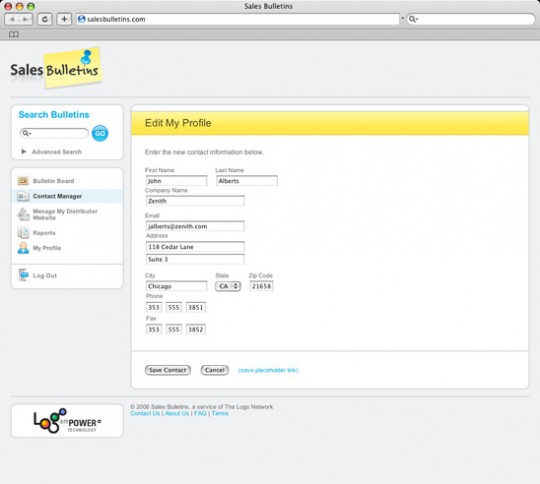 Sales Bulletins
salesbulletins.com
Sales Bulletins
Search Bulletins
GO
Advanced Search
Bulletin Board
Contact Manager
Manage My Distributor
Website
Reports
My Profile
Log Out
Edit My Profile
Enter the new contact information below.
First Name Last Name
John Alberts
Company Name
Zenith
Email
jalberts@zenith.com
Address
118 Cedar Lane
Suite 3
City State Zip Code
Chicago CA 21658
Phone
353 555 3851
Fax
353 555 3852
Save Contact Cancel (save placeholder link)
© 2006 Sales Bulletins, a service of The Logo Network
Contact Us | About Us | FAQ | Terms
POWER
TECHNOLOGY